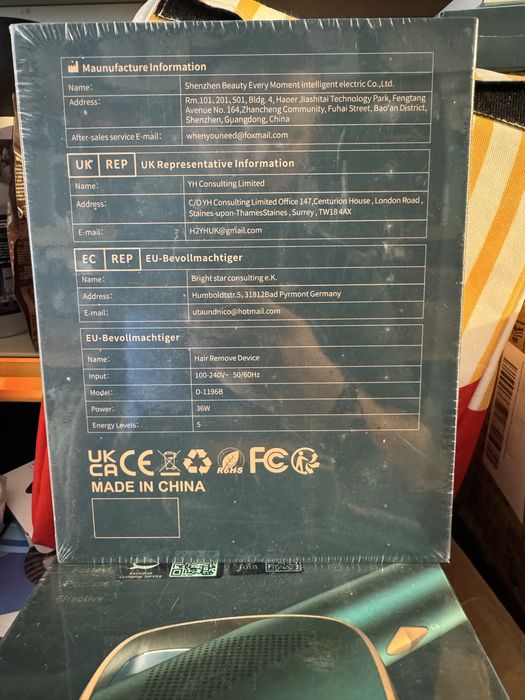 Maunufacture Information
Name: Shenzhen Beauty Every Moment intelligent electric Co.,Ltd.
Address: Rm.101.201,501, Bldg. 4, Haoer Jiashitai Technology Park, Fengtang
Avenue No. 164,Zhancheng Community, Fuhai Street, Bao'an District,
Shenzhen, Guangdong, China
After-sales service E-mail: whenyouneed@foxmail.com
UK REP UK Representative Information
Name: YH Consulting Limited
Address: C/O YH Consulting Limited Office 147,Centurion House , London Road ,
Staines-upon-ThamesStaines , Surrey , TW18 4AX
E-mail: H2YHUK@gmail.com
EC REP EU-Bevollmachtiger
Name: Bright star consulting e.K.
Address: Humboldtstr.5, 31812Bad Pyrmont Germany
E-mail: utaundnico@hotmail.com
EU-Bevollmachtiger
Name: Hair Remove Device
Input: 100-240V~ 50/60Hz
Model: D-1196B
Power: 36W
Energy Levels: 5
UK
CA CE RoHS FC
MADE IN CHINA
Customer Service
Join
Effective